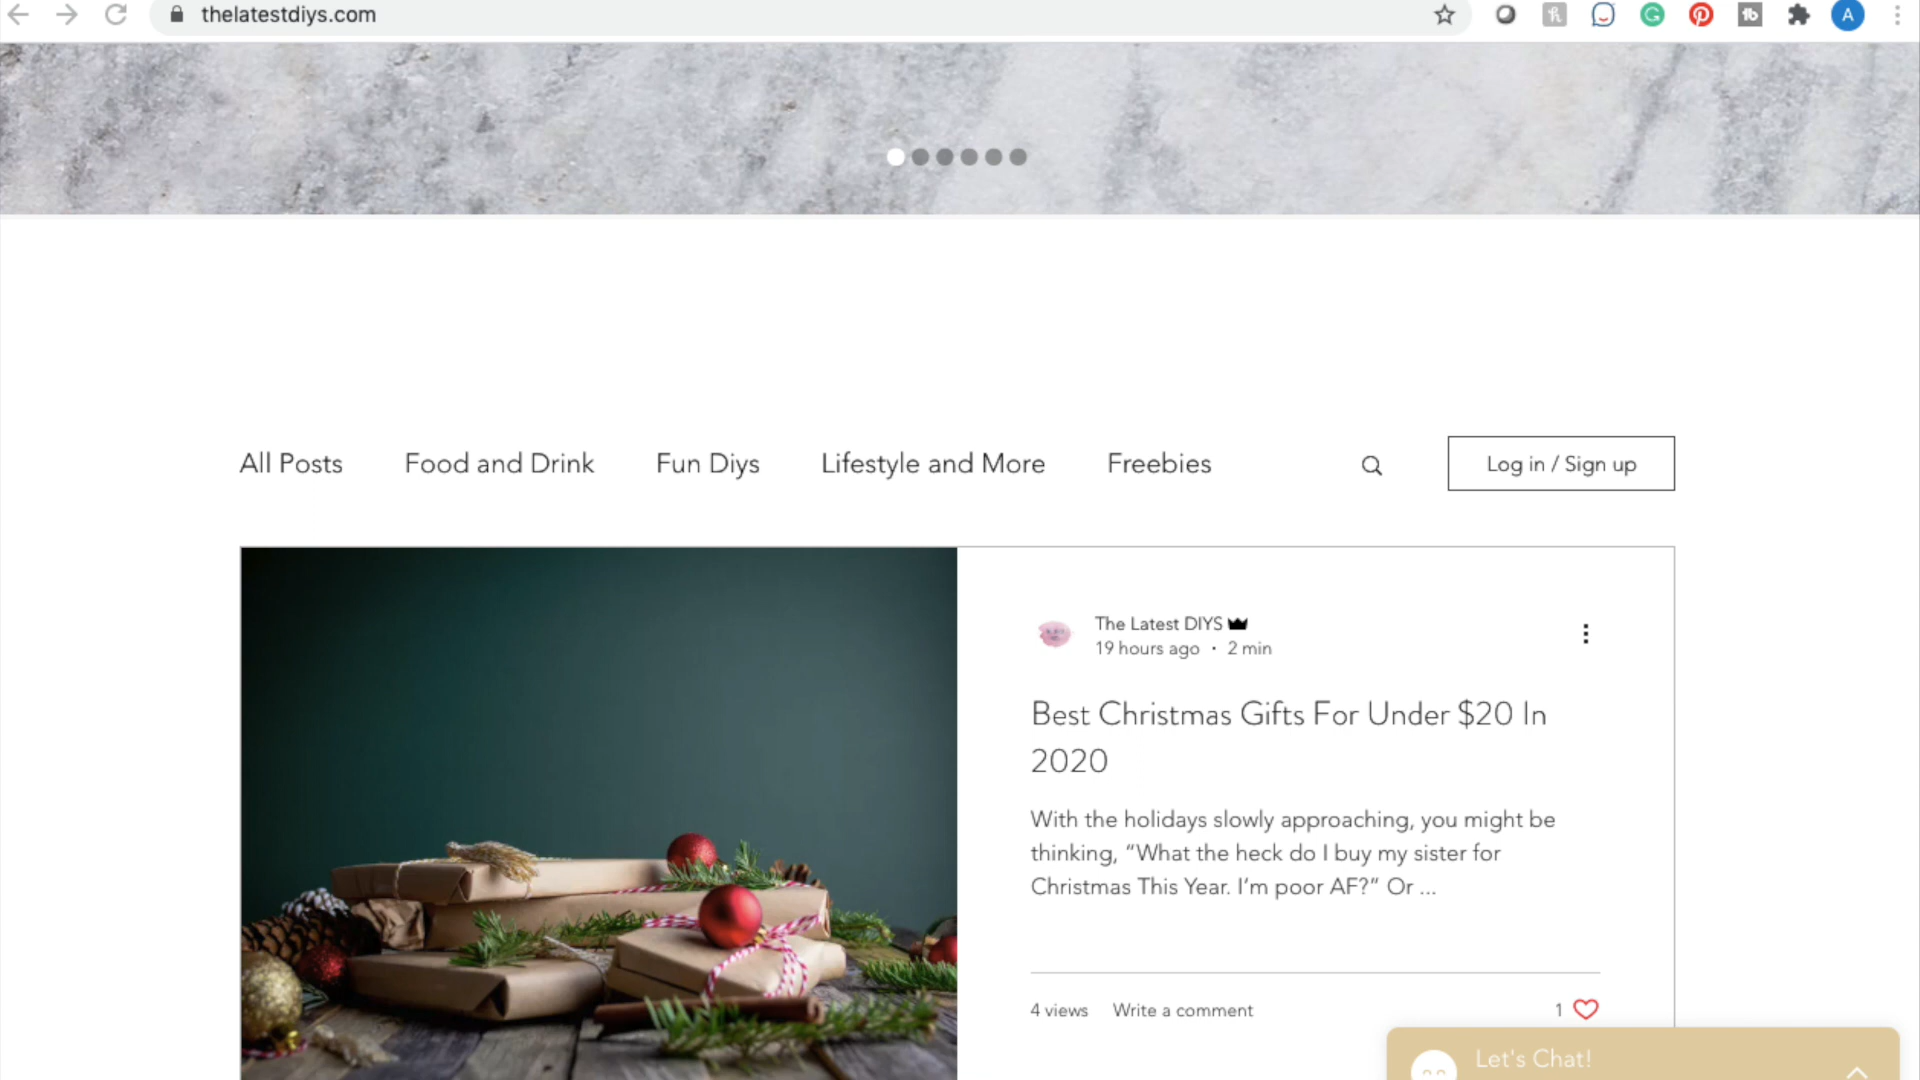 thelatestdiys.com
A
All Posts Food and Drink Fun Diys Lifestyle and More Freebies Log in / Sign up
The Latest DIYS
19 hours ago · 2 min
Best Christmas Gifts For Under $20 In
2020
With the holidays slowly approaching, you might be
thinking, “What the heck do I buy my sister for
Christmas This Year. I’m poor AF?” Or ...
4 views Write a comment 1
Let's Chat!